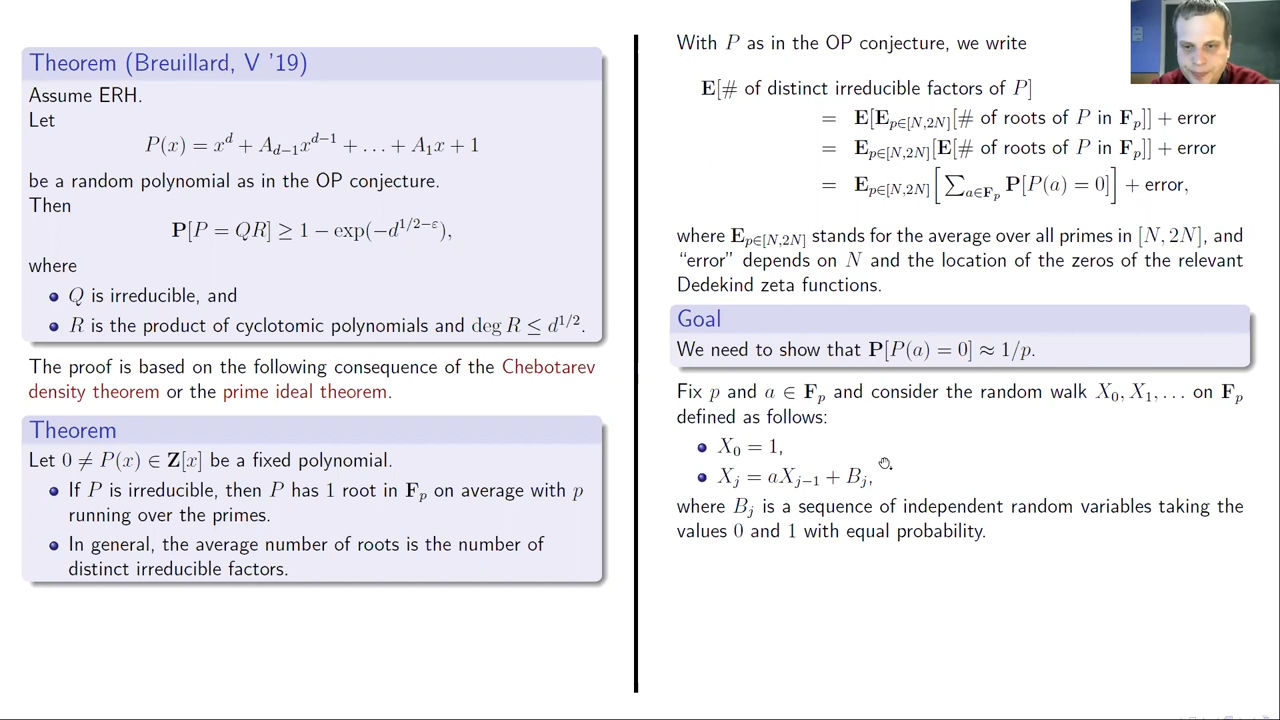 Theorem (Breuillard, V '19)
Assume ERH.
Let
P(x) = x^d + A_{d−1}x^{d−1} + … + A_1x + 1
be a random polynomial as in the OP conjecture.
Then
P[P = QR] ≥ 1 − exp(−d^{1/2−ε}),
where
• Q is irreducible, and
• R is the product of cyclotomic polynomials and deg R ≤ d^{1/2}.
The proof is based on the following consequence of the Chebotarev
density theorem or the prime ideal theorem.
Theorem
Let 0 ≠ P(x) ∈ Z[x] be a fixed polynomial.
• If P is irreducible, then P has 1 root in F_p on average with p
running over the primes.
• In general, the average number of roots is the number of
distinct irreducible factors.
With P as in the OP conjecture, we write
E[# of distinct irreducible factors of P]
= E[E_{p∈[N,2N]}[# of roots of P in F_p]] + error
= E_{p∈[N,2N]}[E[# of roots of P in F_p]] + error
= E_{p∈[N,2N]}[∑_{a∈F_p} P[P(a) = 0]] + error,
where E_{p∈[N,2N]} stands for the average over all primes in [N, 2N], and
“error” depends on N and the location of the zeros of the relevant
Dedekind zeta functions.
Goal
We need to show that P[P(a) = 0] ≈ 1/p.
Fix p and a ∈ F_p and consider the random walk X_0, X_1, … on F_p
defined as follows:
• X_0 = 1,
• X_j = aX_{j−1} + B_j,
where B_j is a sequence of independent random variables taking the
values 0 and 1 with equal probability.